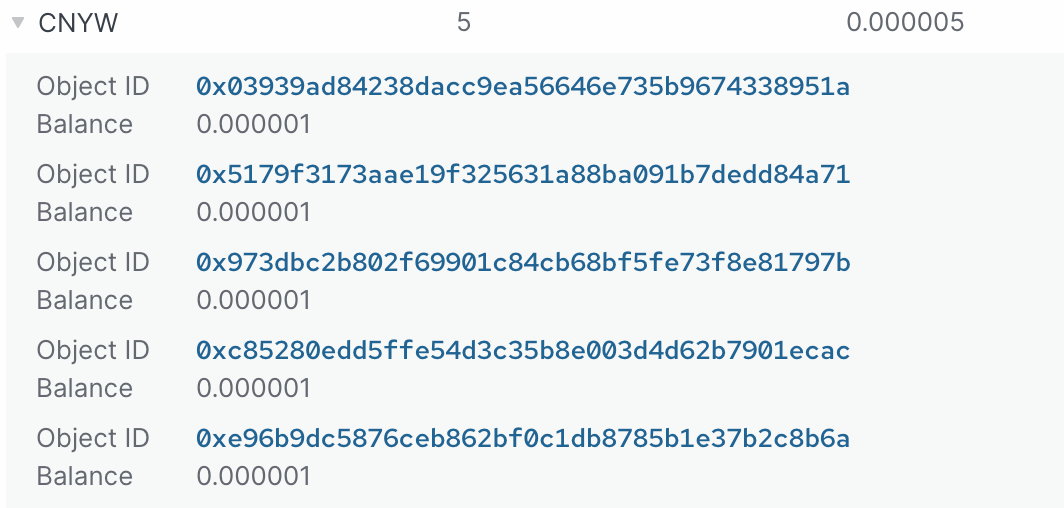 CNYW 5 0.000005
Object ID 0x03939ad84238dacc9ea56646e735b9674338951a
Balance 0.000001
Object ID 0x5179f3173aae19f325631a88ba091b7dedd84a71
Balance 0.000001
Object ID 0x973dbc2b802f69901c84cb68bf5fe73f8e81797b
Balance 0.000001
Object ID 0xc85280edd5ffe54d3c35b8e003d4d62b7901ecac
Balance 0.000001
Object ID 0xe96b9dc5876ceb862bf0c1db8785b1e37b2c8b6a
Balance 0.000001